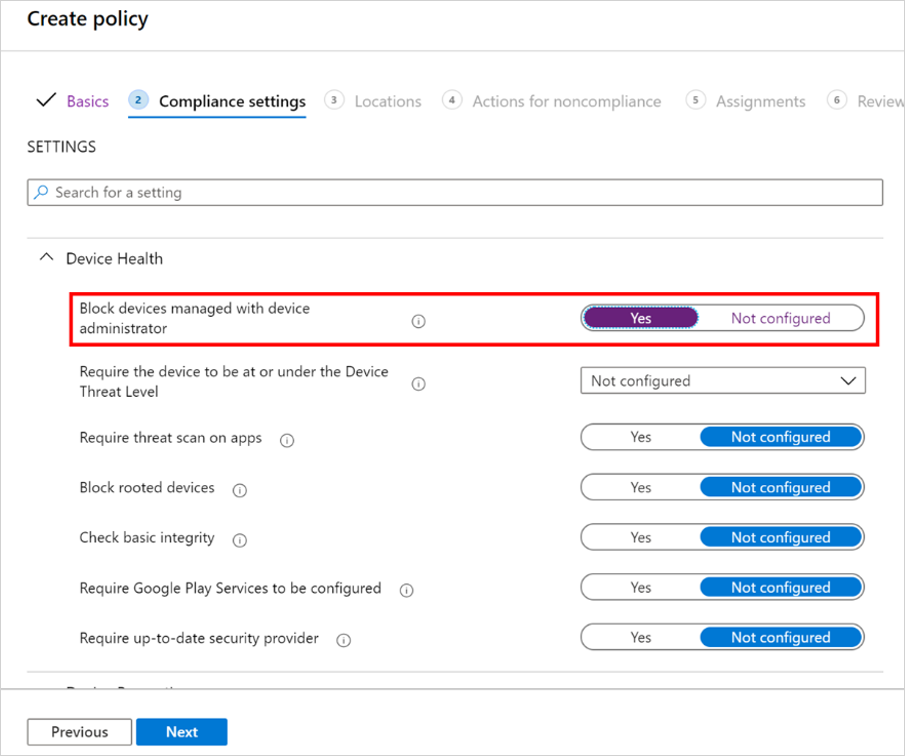 Create policy
Basics 2 Compliance settings 3 Locations 4 Actions for noncompliance 5 Assignments 6 Review
SETTINGS
Search for a setting
Device Health
Block devices managed with device
administrator
Yes Not configured
Require the device to be at or under the Device
Threat Level
Not configured
Require threat scan on apps Yes Not configured
Block rooted devices Yes Not configured
Check basic integrity Yes Not configured
Require Google Play Services to be configured Yes Not configured
Require up-to-date security provider Yes Not configured
Previous Next